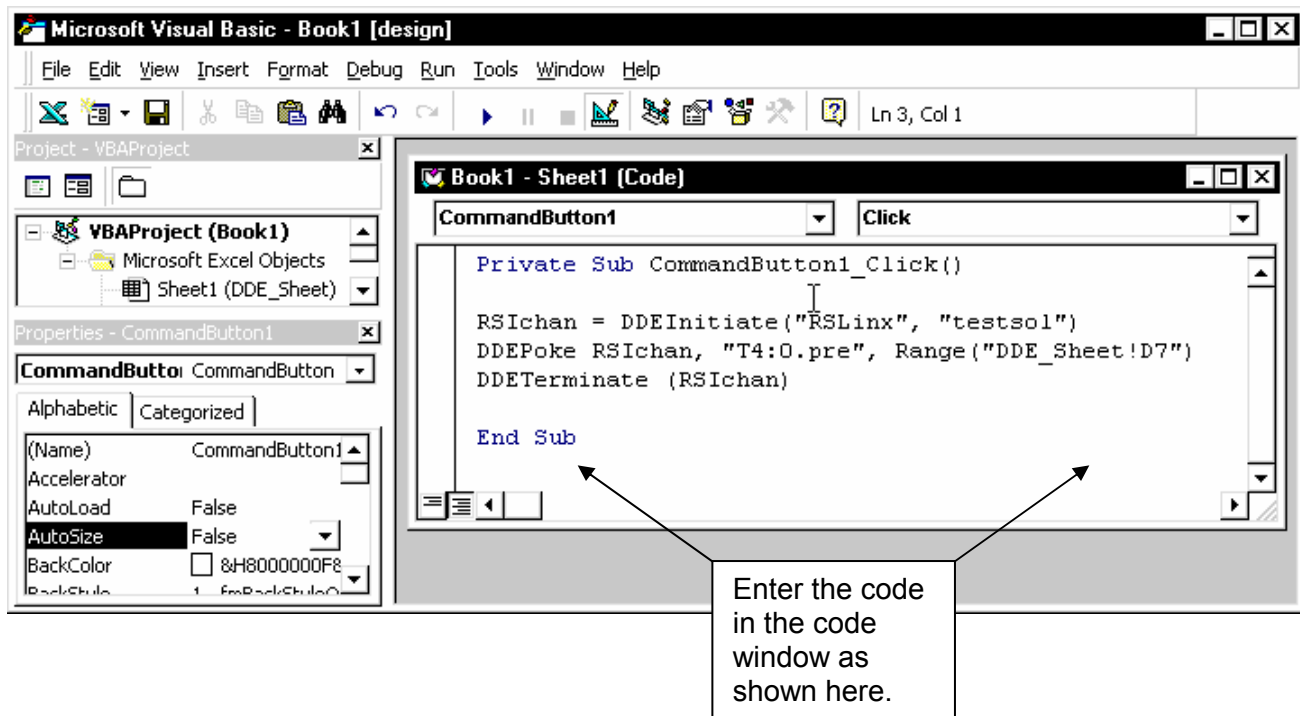 Microsoft Visual Basic - Book1 [design]
File Edit View Insert Format Debug Run Tools Window Help
Ln 3, Col 1
Project - VBAProject
VBAProject (Book1)
Microsoft Excel Objects
Sheet1 (DDE_Sheet)
Properties - CommandButton1
CommandButto CommandButton
Alphabetic Categorized
(Name) CommandButton1
Accelerator
AutoLoad False
AutoSize False
BackColor &H8000000F&
BackStyle 1
Book1 - Sheet1 (Code)
CommandButton1 Click
Private Sub CommandButton1_Click()
RSIchan = DDEInitiate("RSLinx", "testsol")
DDEPoke RSIchan, "T4:0.pre", Range("DDE_Sheet!D7")
DDETerminate (RSIchan)
End Sub
Enter the code
in the code
window as
shown here.